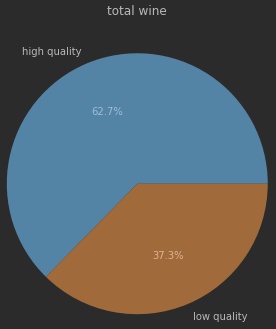 total wine
high quality
62.7%
37.3%
low quality